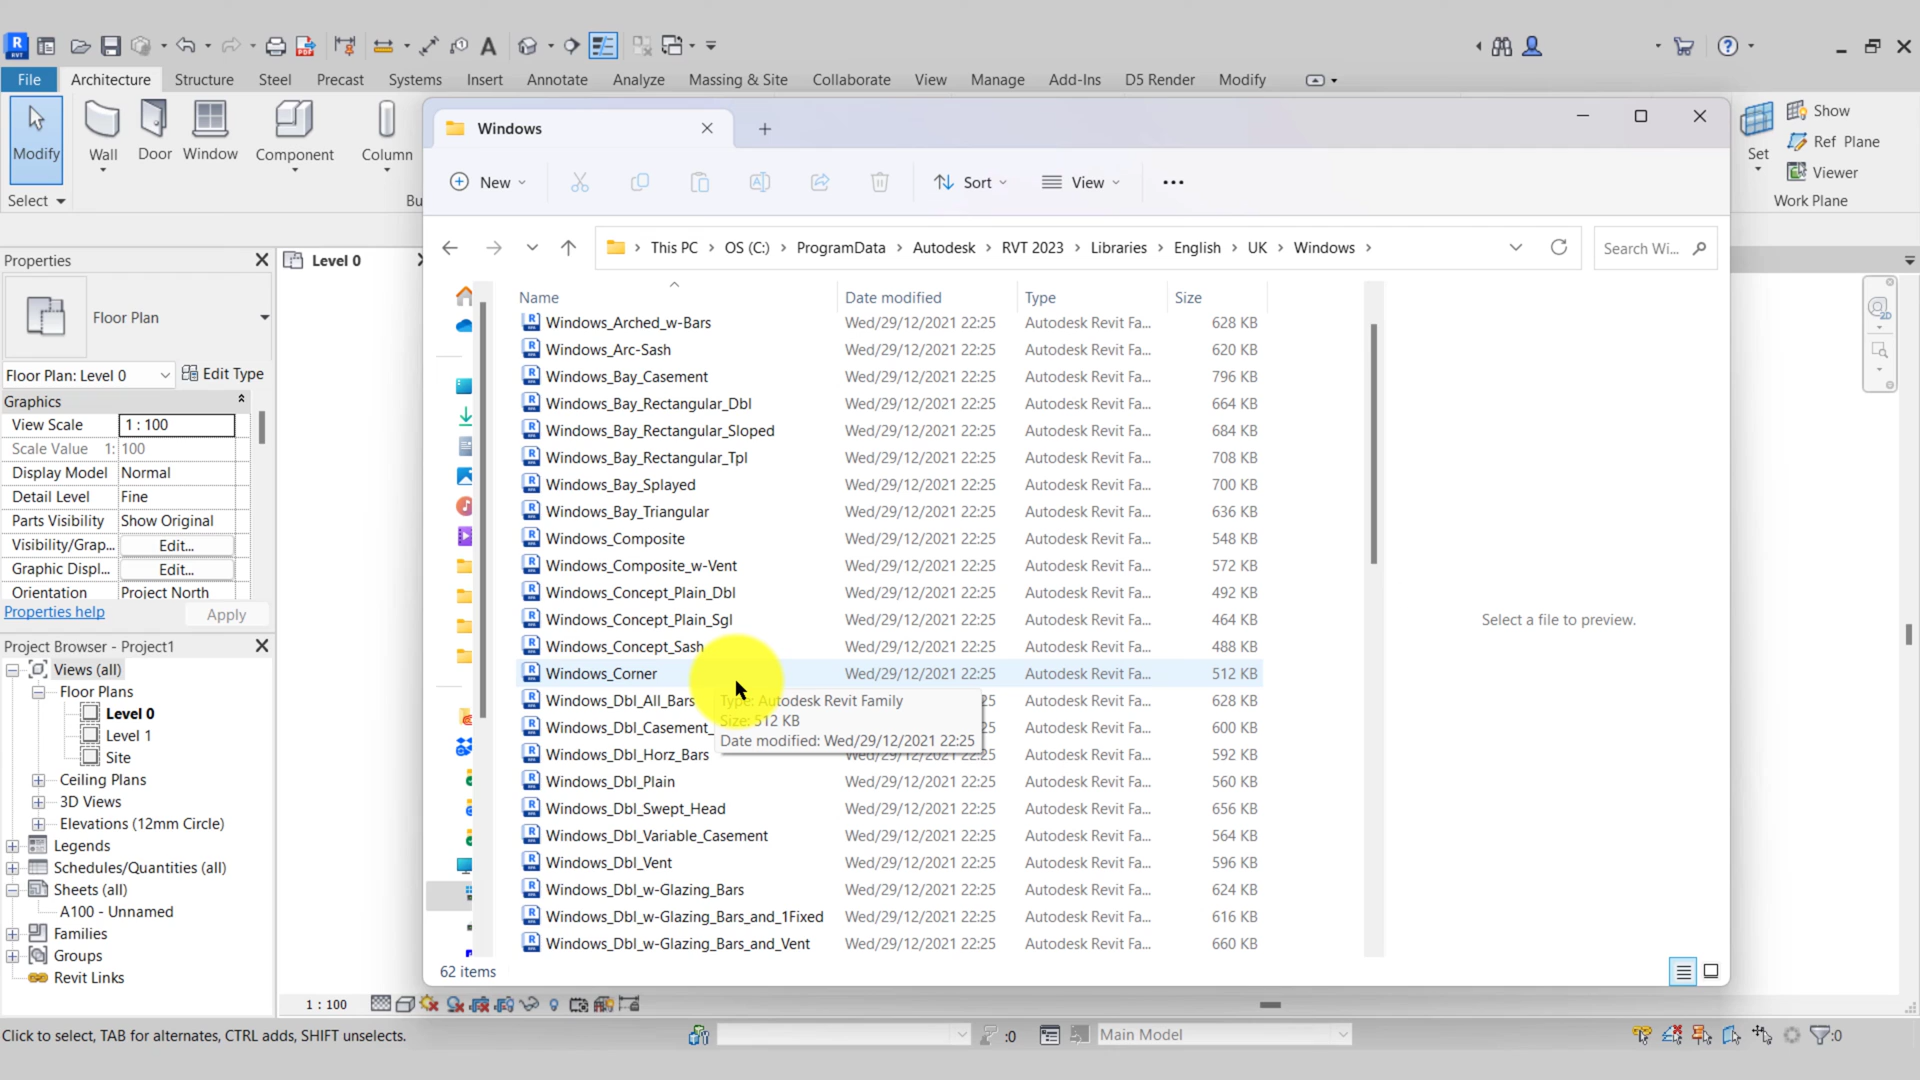 File Architecture Structure Steel Precast Systems Insert Annotate Analyze Massing & Site Collaborate View Manage Add-Ins D5 Render Modify
Modify
Wall
Door
Window
Component
Column
Select
Bu
Set
Show
Ref Plane
Viewer
Work Plane
Properties
Floor Plan
Floor Plan: Level 0
Edit Type
Graphics
View Scale 1 : 100
Scale Value 1: 100
Display Model Normal
Detail Level Fine
Parts Visibility Show Original
Visibility/Grap... Edit...
Graphic Displ... Edit...
Orientation Project North
Properties help Apply
Project Browser - Project1
Views (all)
Floor Plans
Level 0
Level 1
Site
Ceiling Plans
3D Views
Elevations (12mm Circle)
Legends
Schedules/Quantities (all)
Sheets (all)
A100 - Unnamed
Families
Groups
Revit Links
Level 0
Windows
New Sort View
This PC OS (C:) ProgramData Autodesk RVT 2023 Libraries English UK Windows
Search Wi...
Name Date modified Type Size
Windows_Arched_w-Bars Wed/29/12/2021 22:25 Autodesk Revit Fa... 628 KB
Windows_Arc-Sash Wed/29/12/2021 22:25 Autodesk Revit Fa... 620 KB
Windows_Bay_Casement Wed/29/12/2021 22:25 Autodesk Revit Fa... 796 KB
Windows_Bay_Rectangular_Dbl Wed/29/12/2021 22:25 Autodesk Revit Fa... 664 KB
Windows_Bay_Rectangular_Sloped Wed/29/12/2021 22:25 Autodesk Revit Fa... 684 KB
Windows_Bay_Rectangular_Tpl Wed/29/12/2021 22:25 Autodesk Revit Fa... 708 KB
Windows_Bay_Splayed Wed/29/12/2021 22:25 Autodesk Revit Fa... 700 KB
Windows_Bay_Triangular Wed/29/12/2021 22:25 Autodesk Revit Fa... 636 KB
Windows_Composite Wed/29/12/2021 22:25 Autodesk Revit Fa... 548 KB
Windows_Composite_w-Vent Wed/29/12/2021 22:25 Autodesk Revit Fa... 572 KB
Windows_Concept_Plain_Dbl Wed/29/12/2021 22:25 Autodesk Revit Fa... 492 KB
Windows_Concept_Plain_Sgl Wed/29/12/2021 22:25 Autodesk Revit Fa... 464 KB
Windows_Concept_Sash Wed/29/12/2021 22:25 Autodesk Revit Fa... 488 KB
Windows_Corner Wed/29/12/2021 22:25 Autodesk Revit Fa... 512 KB
Windows_Dbl_All_Bars 25 Autodesk Revit Fa... 628 KB
Windows_Dbl_Casement_ 25 Autodesk Revit Fa... 600 KB
Windows_Dbl_Horz_Bars Wed/29/12/2021 22:25 Autodesk Revit Fa... 592 KB
Windows_Dbl_Plain Wed/29/12/2021 22:25 Autodesk Revit Fa... 560 KB
Windows_Dbl_Swept_Head Wed/29/12/2021 22:25 Autodesk Revit Fa... 656 KB
Windows_Dbl_Variable_Casement Wed/29/12/2021 22:25 Autodesk Revit Fa... 564 KB
Windows_Dbl_Vent Wed/29/12/2021 22:25 Autodesk Revit Fa... 596 KB
Windows_Dbl_w-Glazing_Bars Wed/29/12/2021 22:25 Autodesk Revit Fa... 624 KB
Windows_Dbl_w-Glazing_Bars_and_1Fixed Wed/29/12/2021 22:25 Autodesk Revit Fa... 616 KB
Windows_Dbl_w-Glazing_Bars_and_Vent Wed/29/12/2021 22:25 Autodesk Revit Fa... 660 KB
Type: Autodesk Revit Family
Size: 512 KB
Date modified: Wed/29/12/2021 22:25
Select a file to preview.
62 items
1 : 100
Click to select, TAB for alternates, CTRL adds, SHIFT unselects.
:0
Main Model
:0